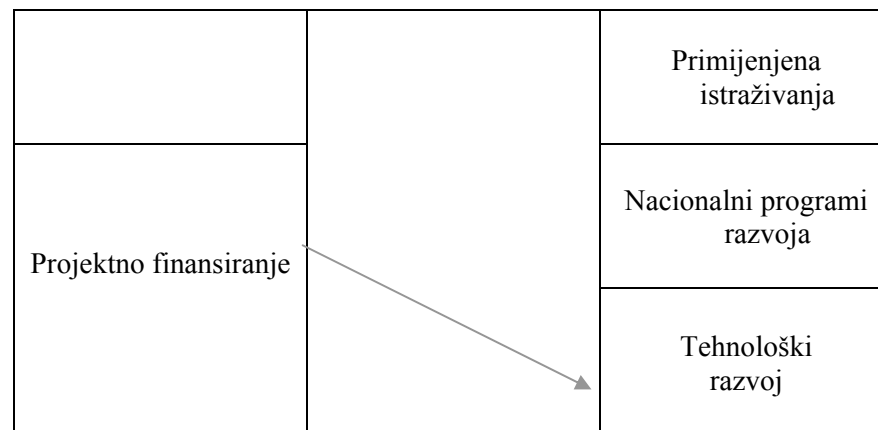 Primijenjena
istraživanja
Nacionalni programi
razvoja
Projektno finansiranje
Tehnološki
razvoj